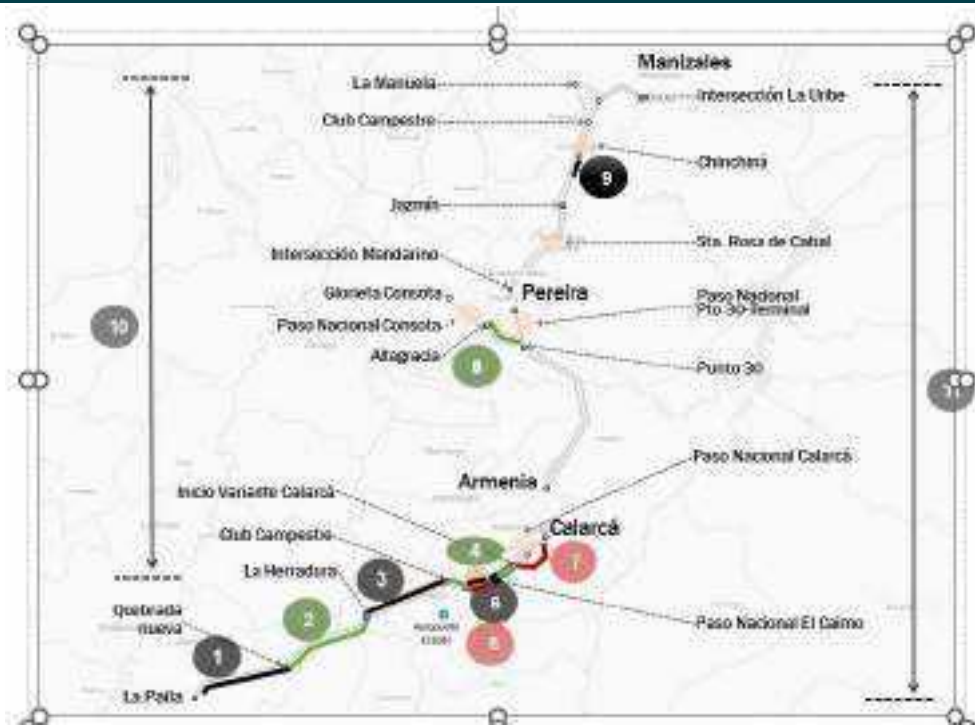 Manizales
La Manuela
Intersección La Uribe
Club Campestre
Chinchiná
9
Jazmín
Sta. Rosa de Cabal
Intersección Mandarino
Pereira
Glorieta Consota
Paso Nacional
Pto 30-Terminal
10
Paso Nacional Consota
Altagracia
8
Punto 30
11
Paso Nacional Calarcá
Armenia
Inicio Variante Calarcá
Calarcá
Club Campestre
4
7
La Herradura
3
Quebrada
nueva
2
6
Paso Nacional El Caimo
5
1
La Paila